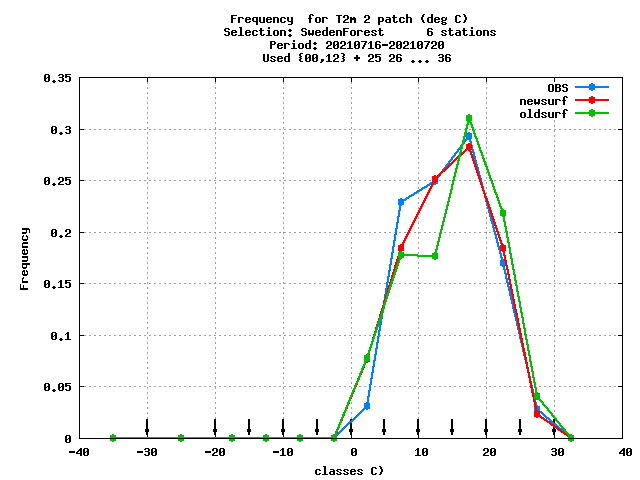 Frequency  for T2m 2 patch (deg C)
Selection: SwedenForest      6 stations
Period: 20210716-20210720
Used {00,12} + 25 26 ... 36
0.35
0.3
0.25
0.2
0.15
0.1
0.05
0
Frequency
OBS
newsurf
oldsurf
-40 -30 -20 -10 0 10 20 30 40
classes C)